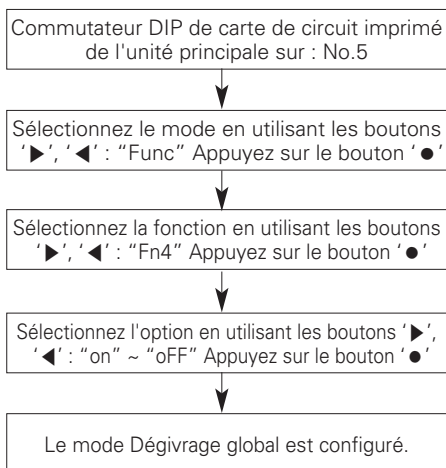 Commutateur DIP de carte de circuit imprimé
de l'unité principale sur : No.5
Sélectionnez le mode en utilisant les boutons
‘▶’, ‘◀’ : “Func” Appuyez sur le bouton ‘●’
Sélectionnez la fonction en utilisant les boutons
‘▶’, ‘◀’ : “Fn4” Appuyez sur le bouton ‘●’
Sélectionnez l'option en utilisant les boutons ‘▶’,
‘◀’ : “on” ~ “oFF” Appuyez sur le bouton ‘●’
Le mode Dégivrage global est configuré.